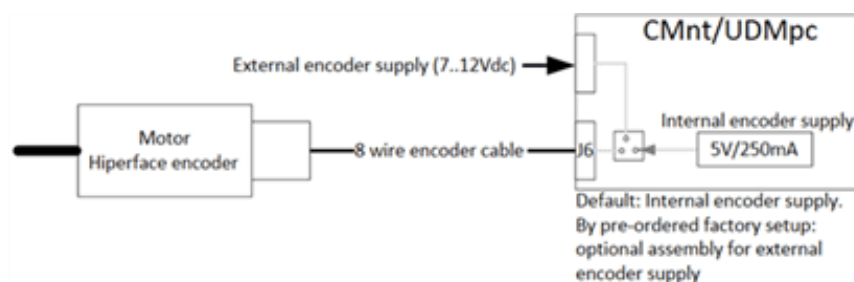 CMnt/UDMpc
External encoder supply (7..12Vdc)
Internal encoder supply
Motor
Hiperface encoder
8 wire encoder cable
J6
5V/250mA
Default: Internal encoder supply.
By pre-ordered factory setup:
optional assembly for external
encoder supply